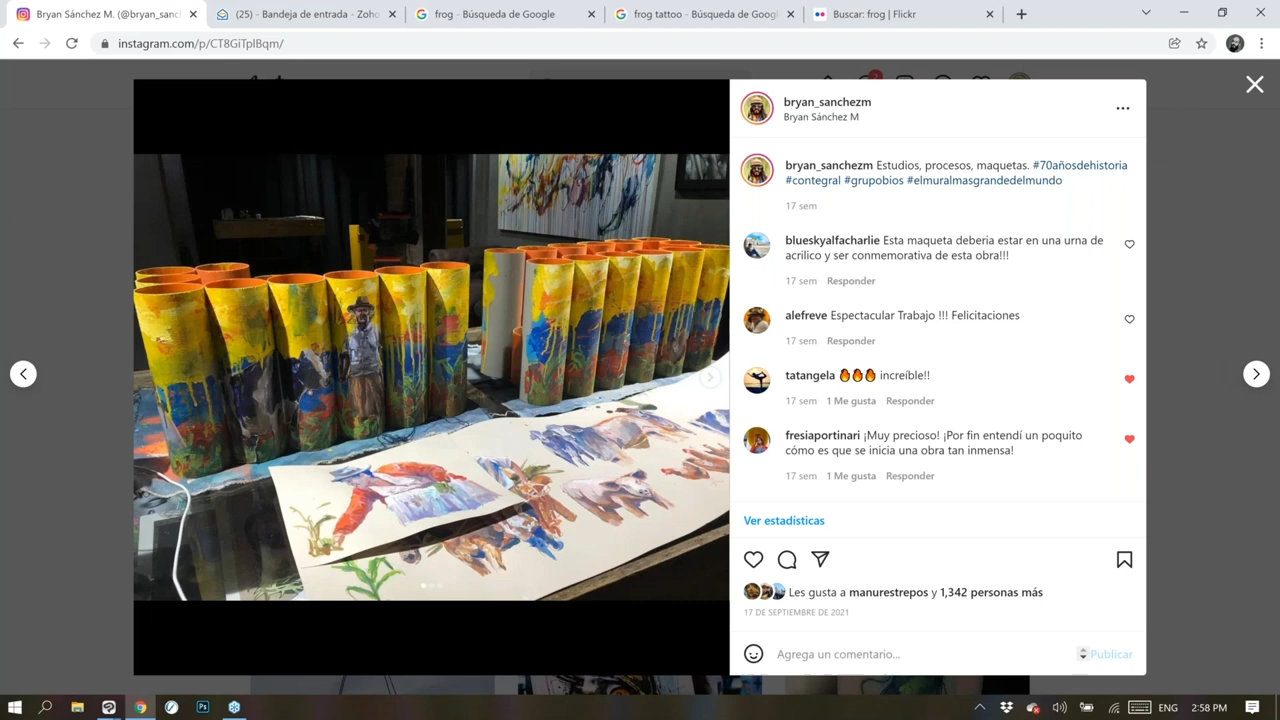 Bryan Sánchez M. (@bryan_sancl
(25) - Bandeja de entrada - Zoho
frog - Búsqueda de Google
frog tattoo - Búsqueda de Googl
Buscar: frog | Flickr
instagram.com/p/CT8GiTplBqm/
bryan_sanchezm
Bryan Sánchez M
bryan_sanchezm Estudios, procesos, maquetas. #70añosdehistoria
#contegral #grupobios #elmuralmasgrandedelmundo
17 sem
blueskyalfacharlie Esta maqueta deberia estar en una urna de
acrilico y ser conmemorativa de esta obra!!!
17 sem Responder
alefreve Espectacular Trabajo !!! Felicitaciones
17 sem Responder
tatangela 🔥🔥🔥 increíble!!
17 sem 1 Me gusta Responder
fresiaportinari ¡Muy precioso! ¡Por fin entendí un poquito
cómo es que se inicia una obra tan inmensa!
17 sem 1 Me gusta Responder
Ver estadísticas
Les gusta a manurestrepos y 1,342 personas más
17 DE SEPTIEMBRE DE 2021
Agrega un comentario... Publicar
ENG 2:58 PM